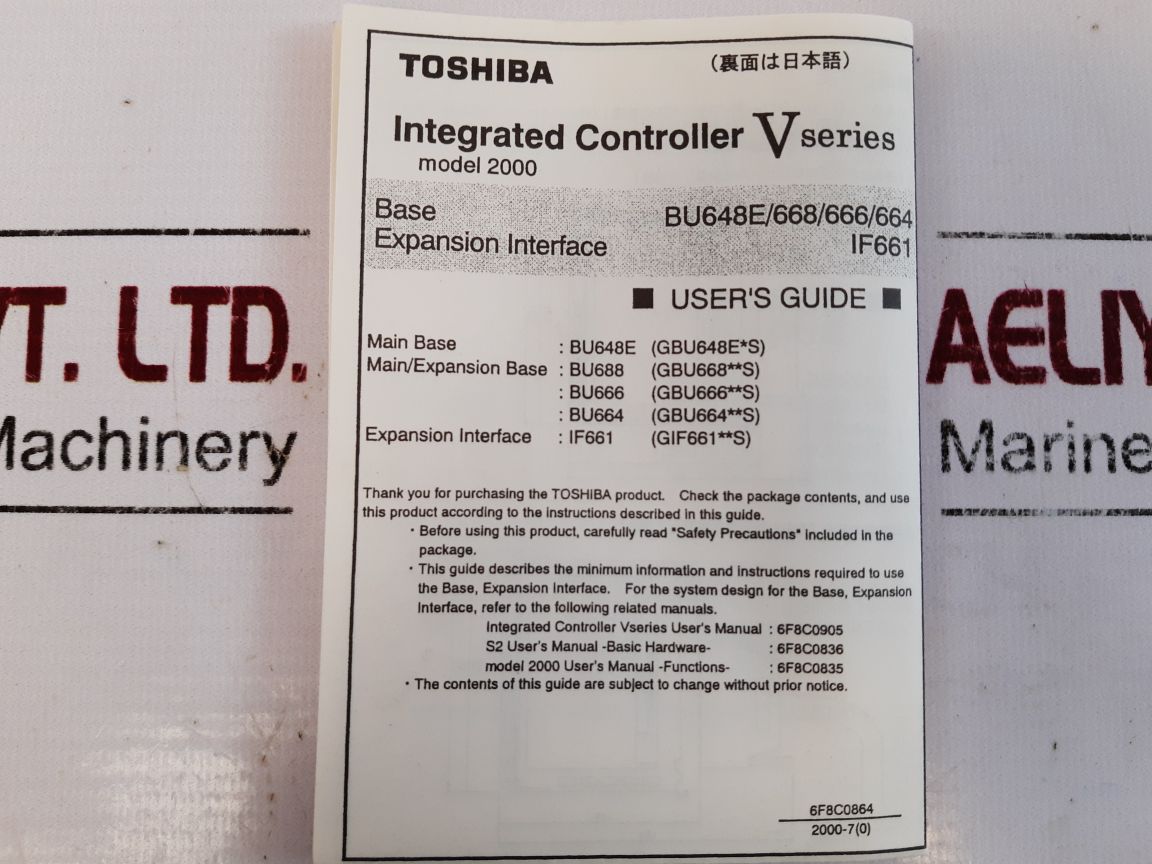 TOSHIBA
(裏面は日本語)
Integrated Controller V series
model 2000
Base BU648E/668/666/664
Expansion Interface IF661
■ USER'S GUIDE ■
Main Base : BU648E (GBU648E*S)
Main/Expansion Base : BU688 (GBU668**S)
: BU666 (GBU666**S)
: BU664 (GBU664**S)
Expansion Interface : IF661 (GIF661**S)
Thank you for purchasing the TOSHIBA product. Check the package contents, and use
this product according to the instructions described in this guide.
・Before using this product, carefully read "Safety Precautions" included in the
package.
・This guide describes the minimum information and instructions required to use
the Base, Expansion Interface. For the system design for the Base, Expansion
Interface, refer to the following related manuals.
Integrated Controller Vseries User's Manual : 6F8C0905
S2 User's Manual -Basic Hardware- : 6F8C0836
model 2000 User's Manual -Functions- : 6F8C0835
・The contents of this guide are subject to change without prior notice.
6F8C0864
2000-7(0)
VT. LTD.
Machinery
AELIY
Marine